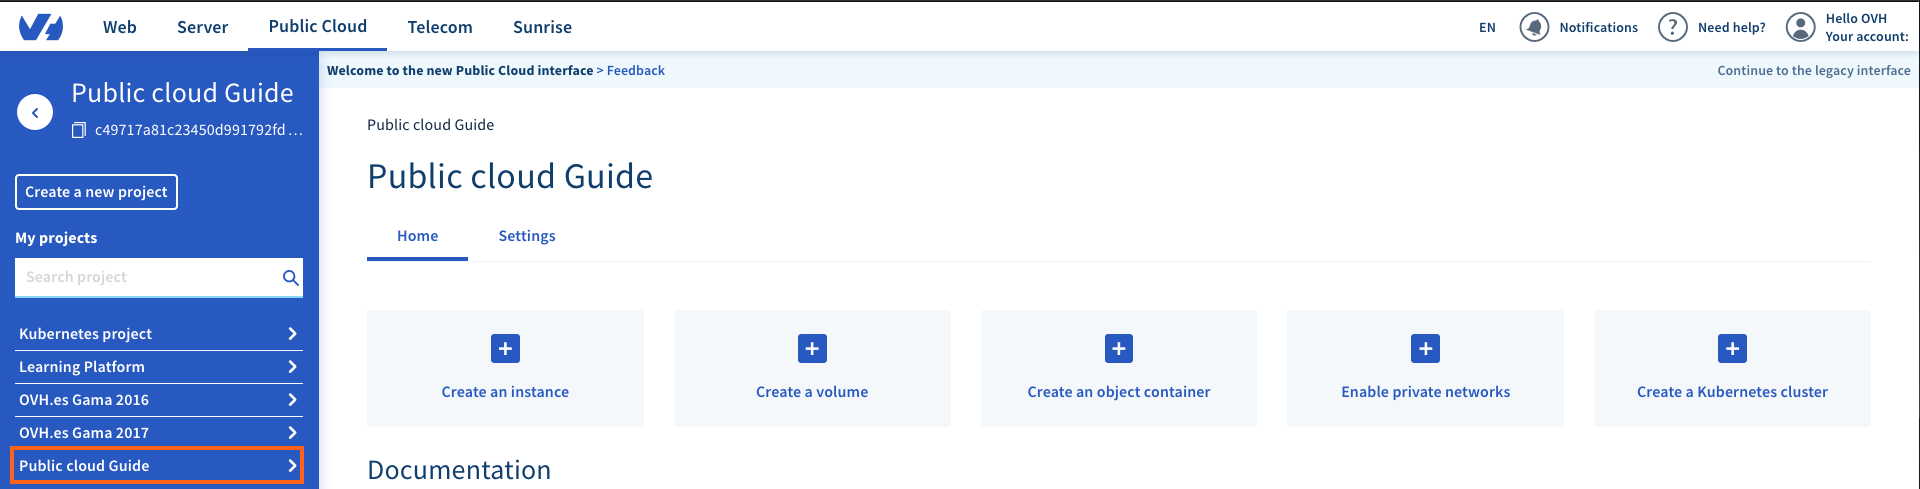 Web Server Public Cloud Telecom Sunrise EN Notifications ? Need help? Hello OVH
Your account:
Welcome to the new Public Cloud interface > Feedback Continue to the legacy interface
Public cloud Guide
c49717a81c23450d991792fd ...
Create a new project
My projects
Search project
Kubernetes project
Learning Platform
OVH.es Gama 2016
OVH.es Gama 2017
Public cloud Guide
Public cloud Guide
Public cloud Guide
Home Settings
Create an instance Create a volume Create an object container Enable private networks Create a Kubernetes cluster
Documentation